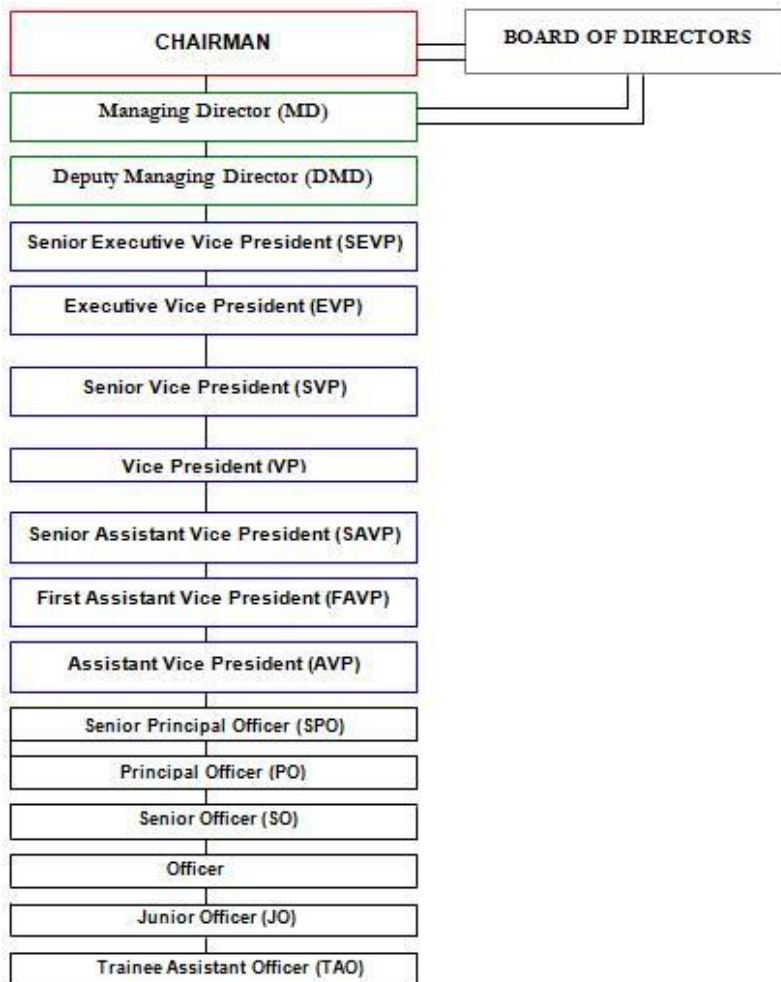 CHAIRMAN
BOARD OF DIRECTORS
Managing Director (MD)
Deputy Managing Director (DMD)
Senior Executive Vice President (SEVP)
Executive Vice President (EVP)
Senior Vice President (SVP)
Vice President (VP)
Senior Assistant Vice President (SAVP)
First Assistant Vice President (FAVP)
Assistant Vice President (AVP)
Senior Principal Officer (SPO)
Principal Officer (PO)
Senior Officer (SO)
Officer
Junior Officer (JO)
Trainee Assistant Officer (TAO)